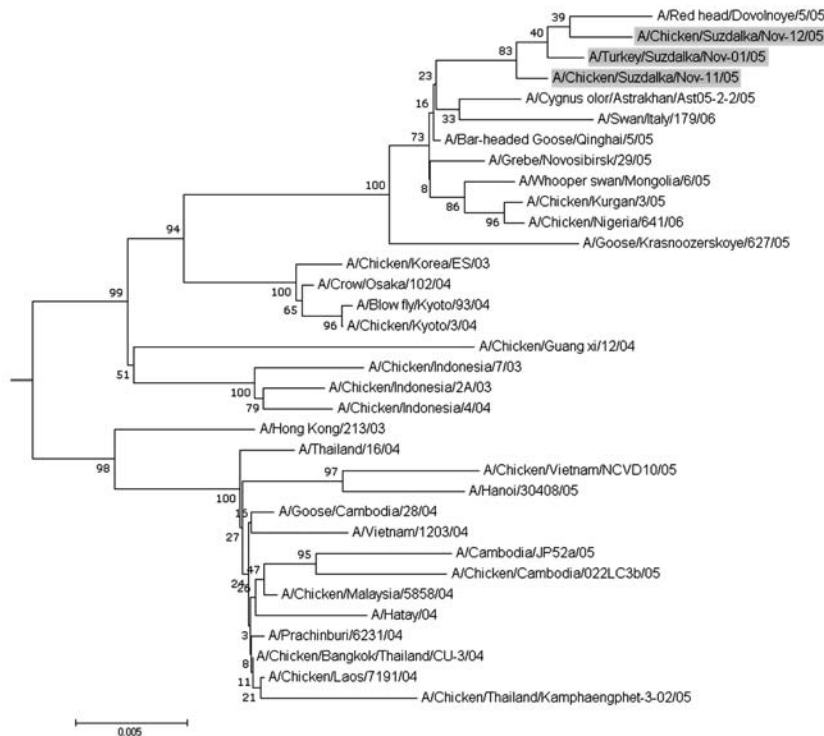 39 A/Red head/Dovolnoye/5/05
40 A/Chicken/Suzdalka/Nov-12/05
83 A/Turkey/Suzdalka/Nov-01/05
23 A/Chicken/Suzdalka/Nov-11/05
16 A/Cygnus olor/Astrakhan/Ast05-2-2/05
33 A/Swan/Italy/179/06
73 A/Bar-headed Goose/Qinghai/5/05
A/Grebe/Novosibirsk/29/05
8 A/Whooper swan/Mongolia/6/05
100 86 A/Chicken/Kurgan/3/05
96 A/Chicken/Nigeria/641/06
94 A/Goose/Krasnoozerskoye/627/05
A/Chicken/Korea/ES/03
100 A/Crow/Osaka/102/04
99 65 A/Blow fly/Kyoto/93/04
96 A/Chicken/Kyoto/3/04
A/Chicken/Guang xi/12/04
51 A/Chicken/Indonesia/7/03
100 A/Chicken/Indonesia/2A/03
79 A/Chicken/Indonesia/4/04
A/Hong Kong/213/03
98 A/Thailand/16/04
97 A/Chicken/Vietnam/NCVD10/05
100 A/Hanoi/30408/05
15 A/Goose/Cambodia/28/04
27 A/Vietnam/1203/04
95 A/Cambodia/JP52a/05
47 A/Chicken/Cambodia/022LC3b/05
24 26 A/Chicken/Malaysia/5858/04
A/Hatay/04
3 A/Prachinburi/6231/04
8 A/Chicken/Bangkok/Thailand/CU-3/04
11 A/Chicken/Laos/7191/04
21 A/Chicken/Thailand/Kamphaengphet-3-02/05
0.005